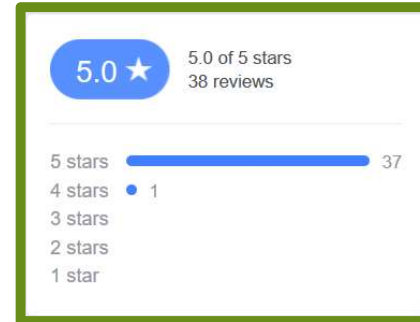 5.0 ★
5.0 of 5 stars
38 reviews
5 stars 37
4 stars 1
3 stars
2 stars
1 star